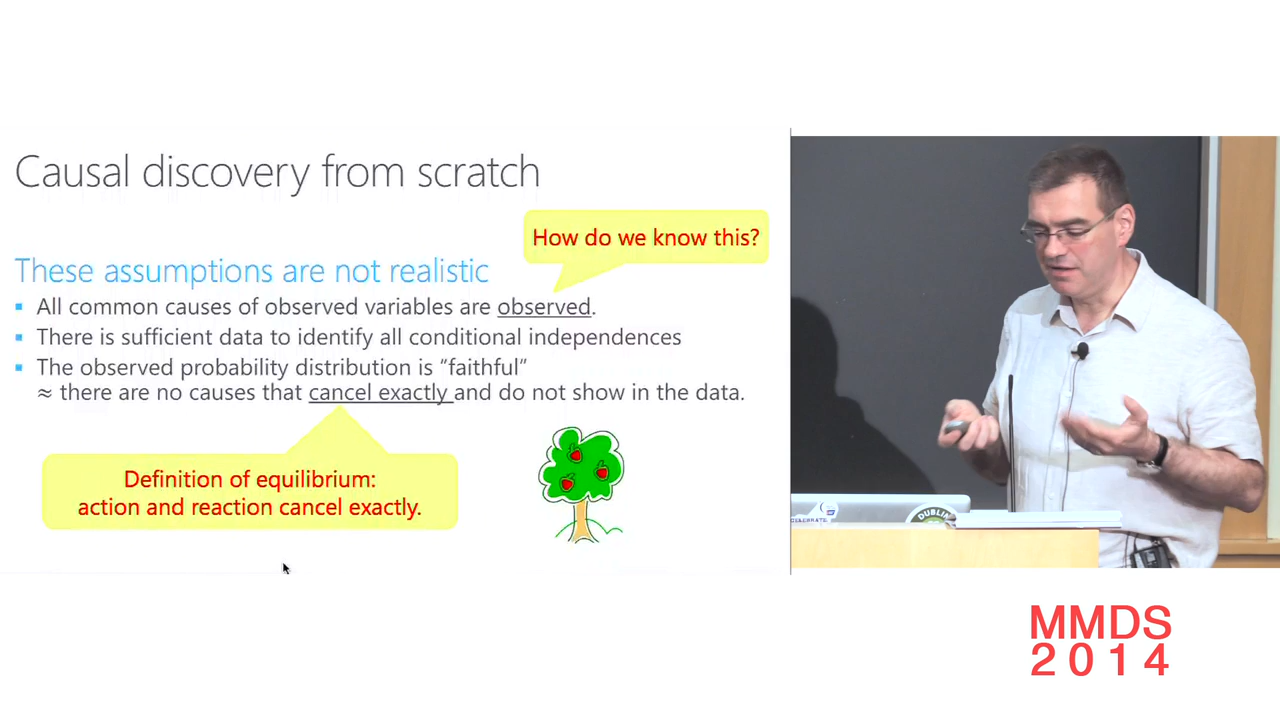 Causal discovery from scratch
How do we know this?
These assumptions are not realistic
▪ All common causes of observed variables are observed.
▪ There is sufficient data to identify all conditional independences
▪ The observed probability distribution is “faithful”
≈ there are no causes that cancel exactly and do not show in the data.
Definition of equilibrium:
action and reaction cancel exactly.
CELEBRATE
DUBLIN
MMDS
2014